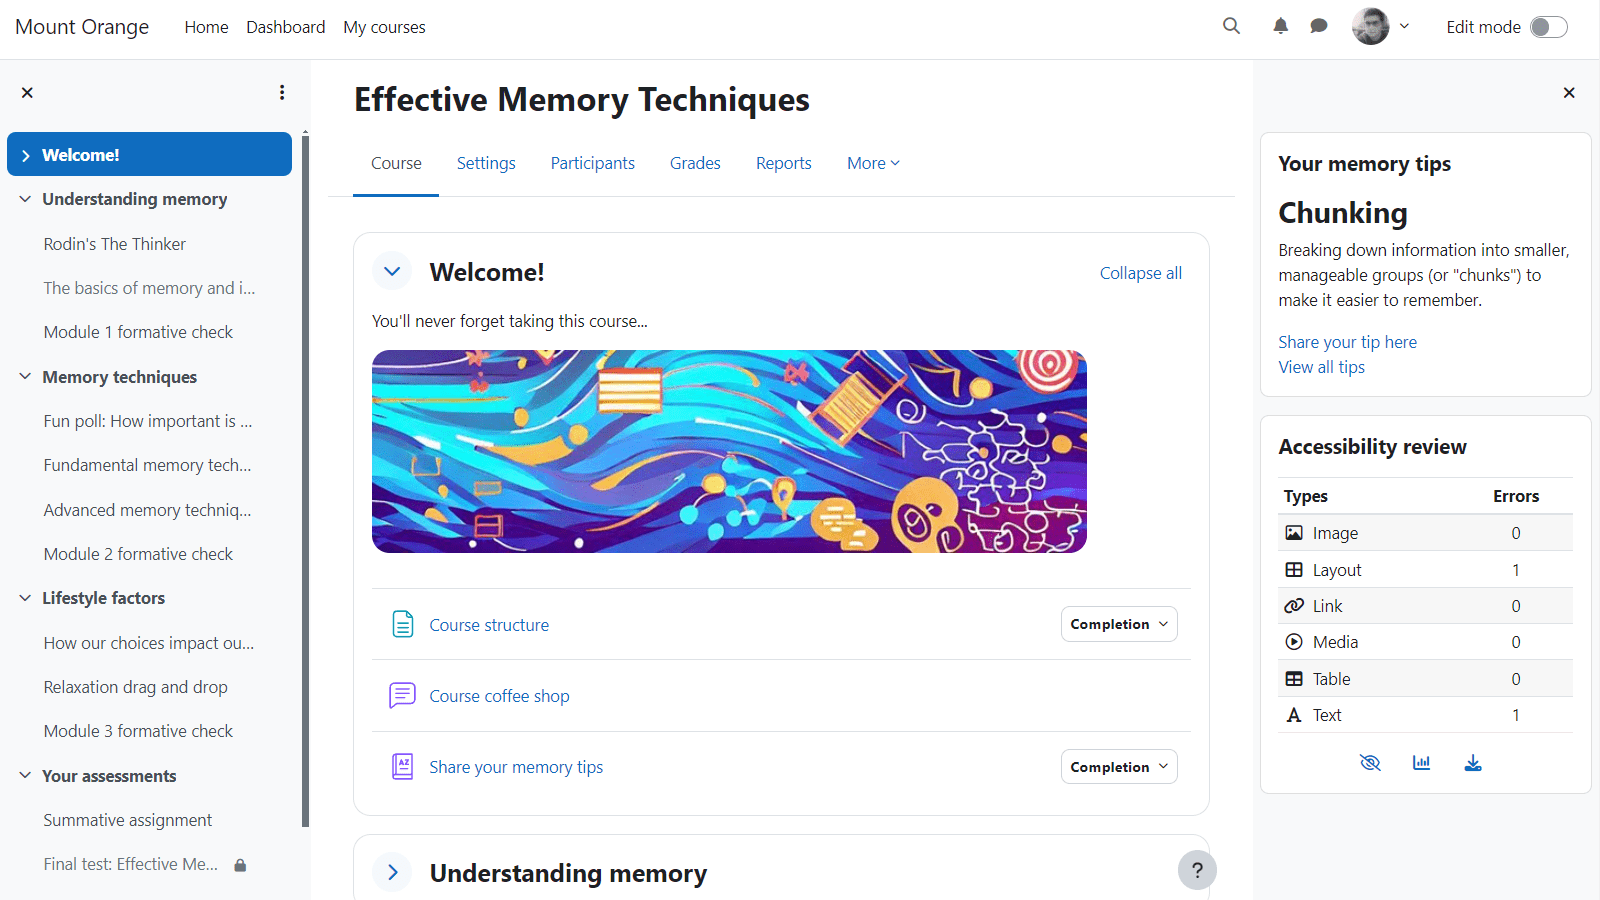 Mount Orange
Home
Dashboard
My courses
Edit mode
Welcome!
Understanding memory
Rodin's The Thinker
The basics of memory and i...
Module 1 formative check
Memory techniques
Fun poll: How important is ...
Fundamental memory tech...
Advanced memory techniq...
Module 2 formative check
Lifestyle factors
How our choices impact ou...
Relaxation drag and drop
Module 3 formative check
Your assessments
Summative assignment
Final test: Effective Me...
Effective Memory Techniques
Course
Settings
Participants
Grades
Reports
More
Welcome!
Collapse all
You'll never forget taking this course...
Course structure
Completion
Course coffee shop
Share your memory tips
Completion
Understanding memory
?
Your memory tips
Chunking
Breaking down information into smaller,
manageable groups (or "chunks") to
make it easier to remember.
Share your tip here
View all tips
Accessibility review
Types Errors
Image 0
Layout 1
Link 0
Media 0
Table 0
Text 1